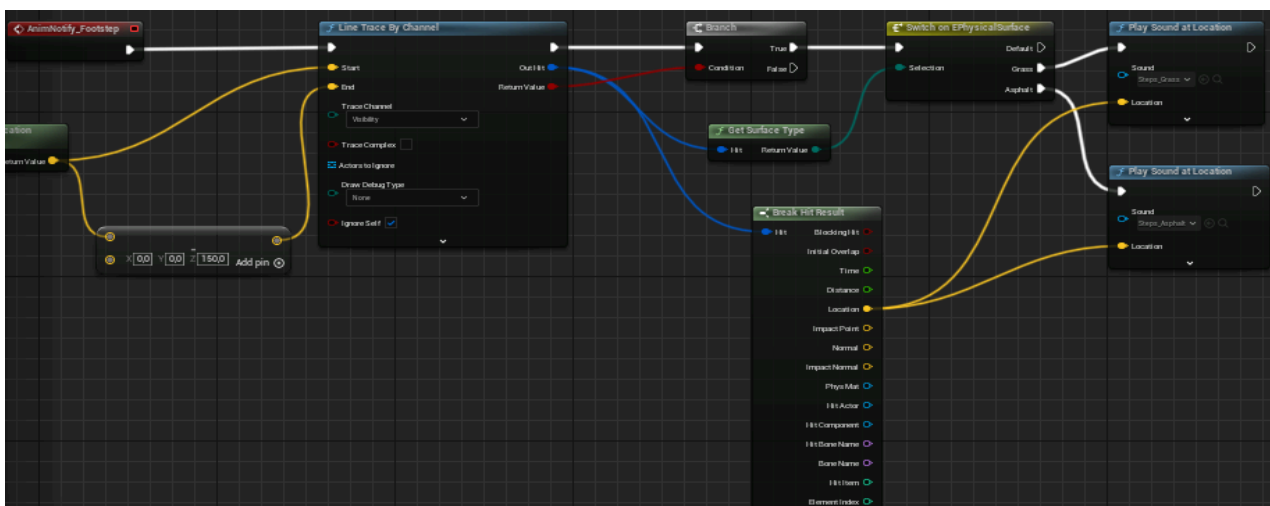 AnimNotify_Footstep
cation
eturn Value
X 0,0 Y 0,0 Z 150,0 Add pin
Line Trace By Channel
Start
Out Hit
End
Return Value
Trace Channel
Visibility
Trace Complex
Actors to Ignore
Draw Debug Type
None
Ignore Self
Branch
True
Condition
False
Get Surface Type
Hit
Return Value
Break Hit Result
Hit
Blocking Hit
Initial Overlap
Time
Distance
Location
Impact Point
Normal
Impact Normal
Phys Mat
Hit Actor
Hit Component
Hit Bone Name
Bone Name
Hit Item
Element Index
Switch on EPhysicalSurface
Default
Selection
Grass
Asphalt
Play Sound at Location
Sound
Steps_Grass
Location
Play Sound at Location
Sound
Steps_Asphalt
Location